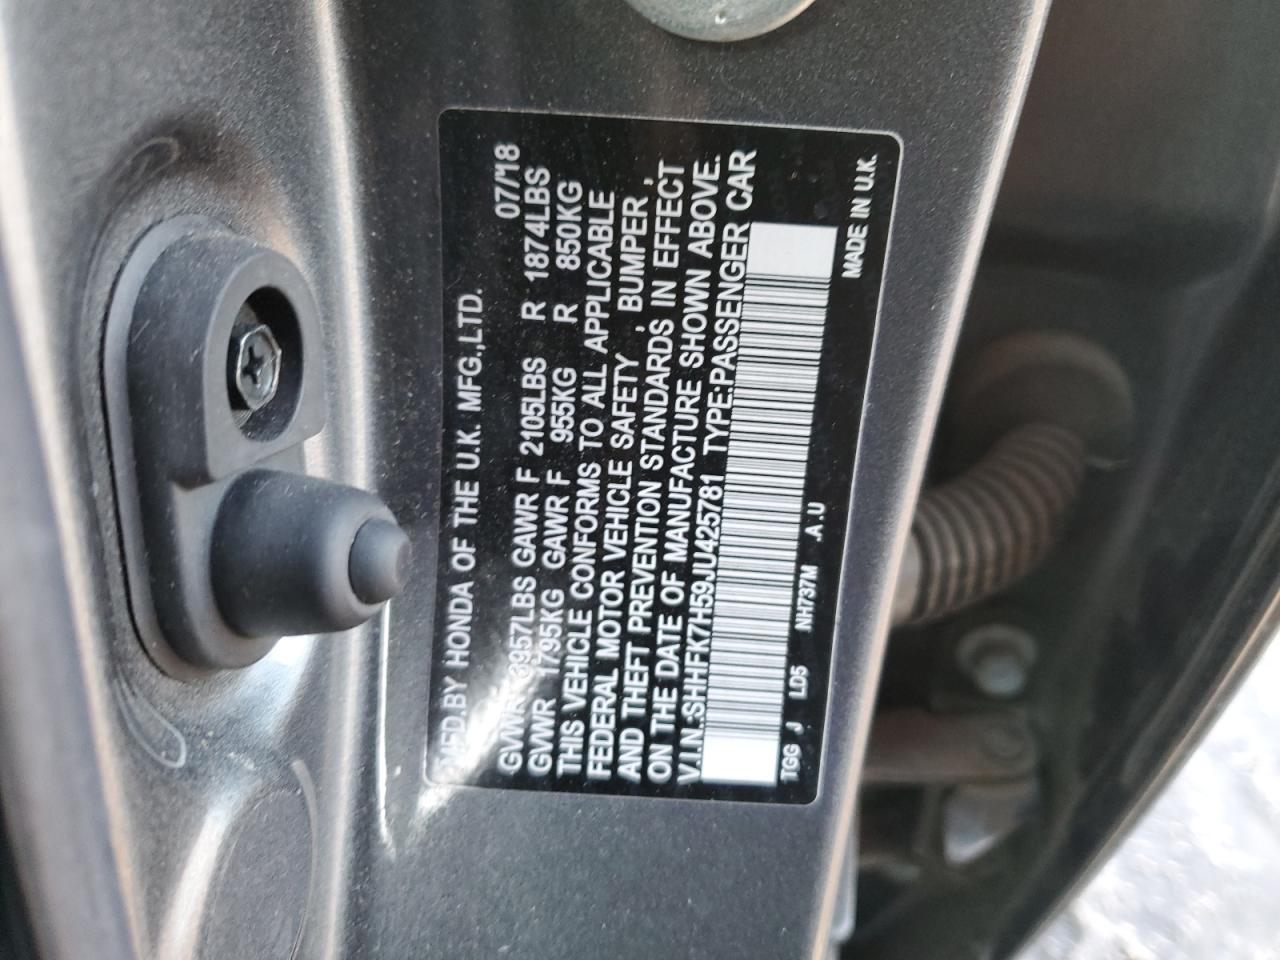 MFD.BY HONDA OF THE U.K. MFG.,LTD. 07/'18
GVWR 3957LBS GAWR F 2105LBS R 1874LBS
GVWR 1795KG GAWR F 955KG R 850KG
THIS VEHICLE CONFORMS TO ALL APPLICABLE
FEDERAL MOTOR VEHICLE SAFETY , BUMPER ,
AND THEFT PREVENTION STANDARDS IN EFFECT
ON THE DATE OF MANUFACTURE SHOWN ABOVE.
V.I.N.:SHHFK7H59JU425781 TYPE:PASSENGER CAR
TGG J LD5 NH737M .A.U MADE IN U.K.